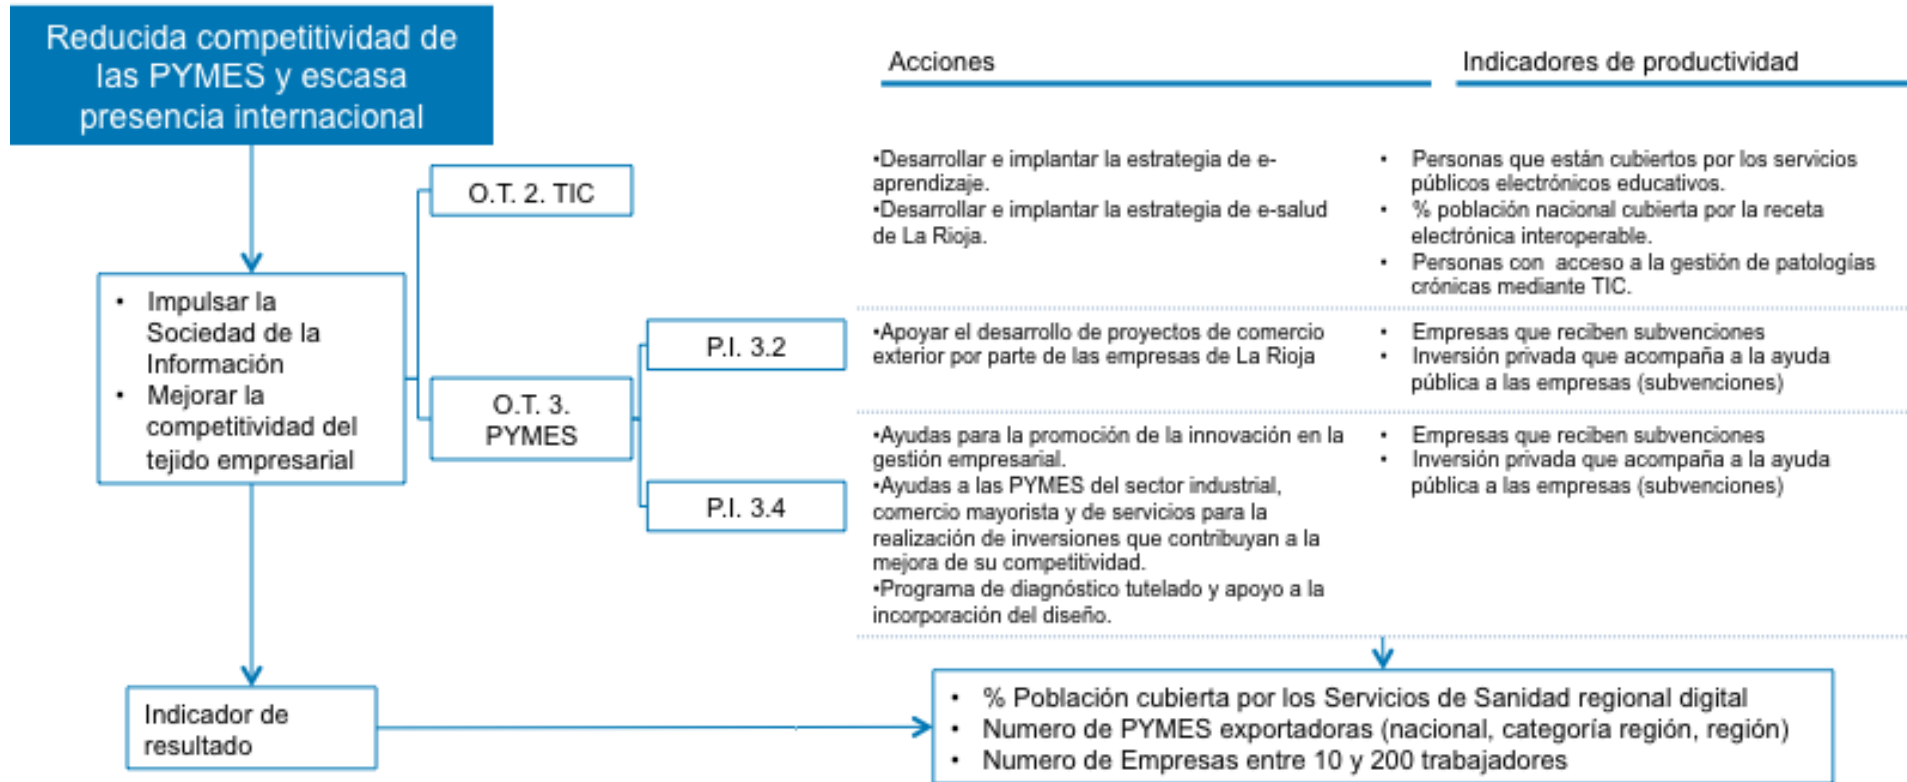 Reducida competitividad de
las PYMES y escasa
presencia internacional
Acciones
Indicadores de productividad
O.T. 2. TIC
•Desarrollar e implantar la estrategia de e-
aprendizaje.
•Desarrollar e implantar la estrategia de e-salud
de La Rioja.
• Personas que están cubiertos por los servicios
públicos electrónicos educativos.
• % población nacional cubierta por la receta
electrónica interoperable.
• Personas con acceso a la gestión de patologías
crónicas mediante TIC.
• Impulsar la
Sociedad de la
Información
• Mejorar la
competitividad del
tejido empresarial
O.T. 3.
PYMES
P.I. 3.2
•Apoyar el desarrollo de proyectos de comercio
exterior por parte de las empresas de La Rioja
• Empresas que reciben subvenciones
• Inversión privada que acompaña a la ayuda
pública a las empresas (subvenciones)
P.I. 3.4
•Ayudas para la promoción de la innovación en la
gestión empresarial.
•Ayudas a las PYMES del sector industrial,
comercio mayorista y de servicios para la
realización de inversiones que contribuyan a la
mejora de su competitividad.
•Programa de diagnóstico tutelado y apoyo a la
incorporación del diseño.
• Empresas que reciben subvenciones
• Inversión privada que acompaña a la ayuda
pública a las empresas (subvenciones)
Indicador de
resultado
• % Población cubierta por los Servicios de Sanidad regional digital
• Numero de PYMES exportadoras (nacional, categoría región, región)
• Numero de Empresas entre 10 y 200 trabajadores